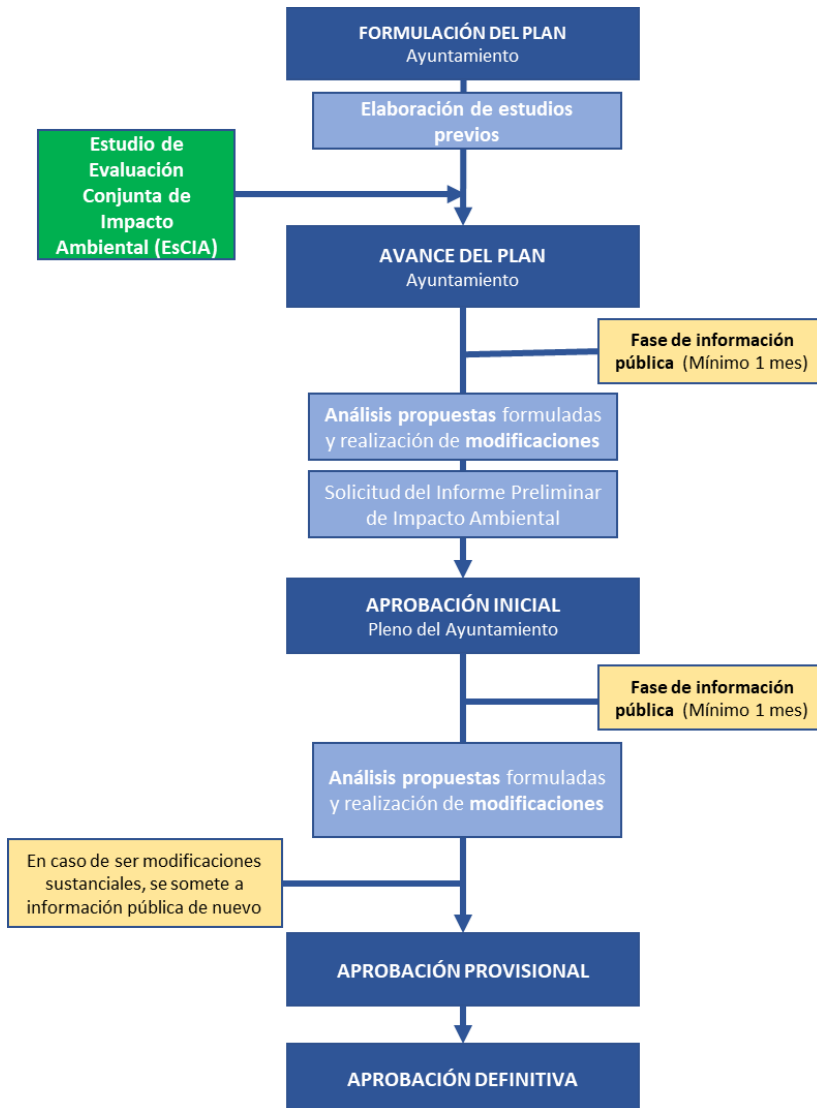 FORMULACIÓN DEL PLAN
Ayuntamiento
Elaboración de estudios
previos
Estudio de
Evaluación
Conjunta de
Impacto
Ambiental (EsCIA)
AVANCE DEL PLAN
Ayuntamiento
Fase de información
pública (Mínimo 1 mes)
Análisis propuestas formuladas
y realización de modificaciones
Solicitud del Informe Preliminar
de Impacto Ambiental
APROBACIÓN INICIAL
Pleno del Ayuntamiento
Fase de información
pública (Mínimo 1 mes)
Análisis propuestas formuladas
y realización de modificaciones
En caso de ser modificaciones
sustanciales, se somete a
información pública de nuevo
APROBACIÓN PROVISIONAL
APROBACIÓN DEFINITIVA